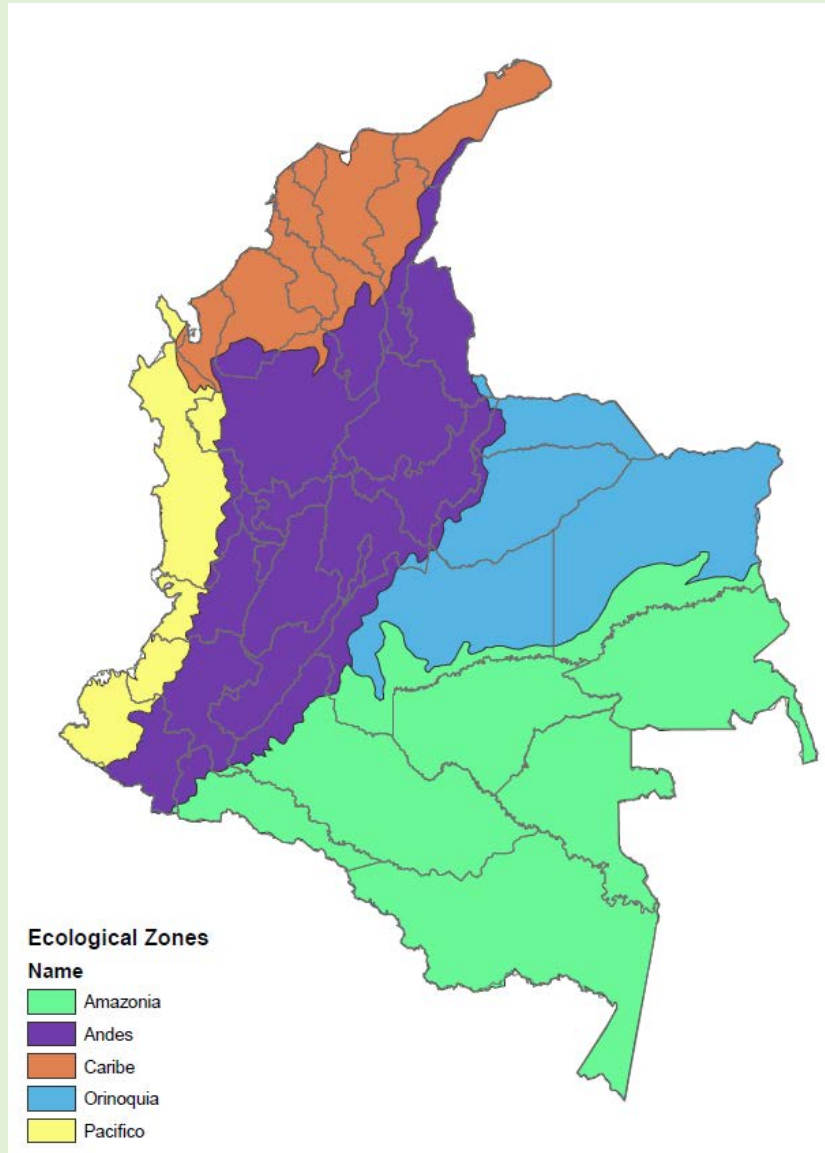 Ecological Zones
Name
Amazonia
Andes
Caribe
Orinoquia
Pacifico